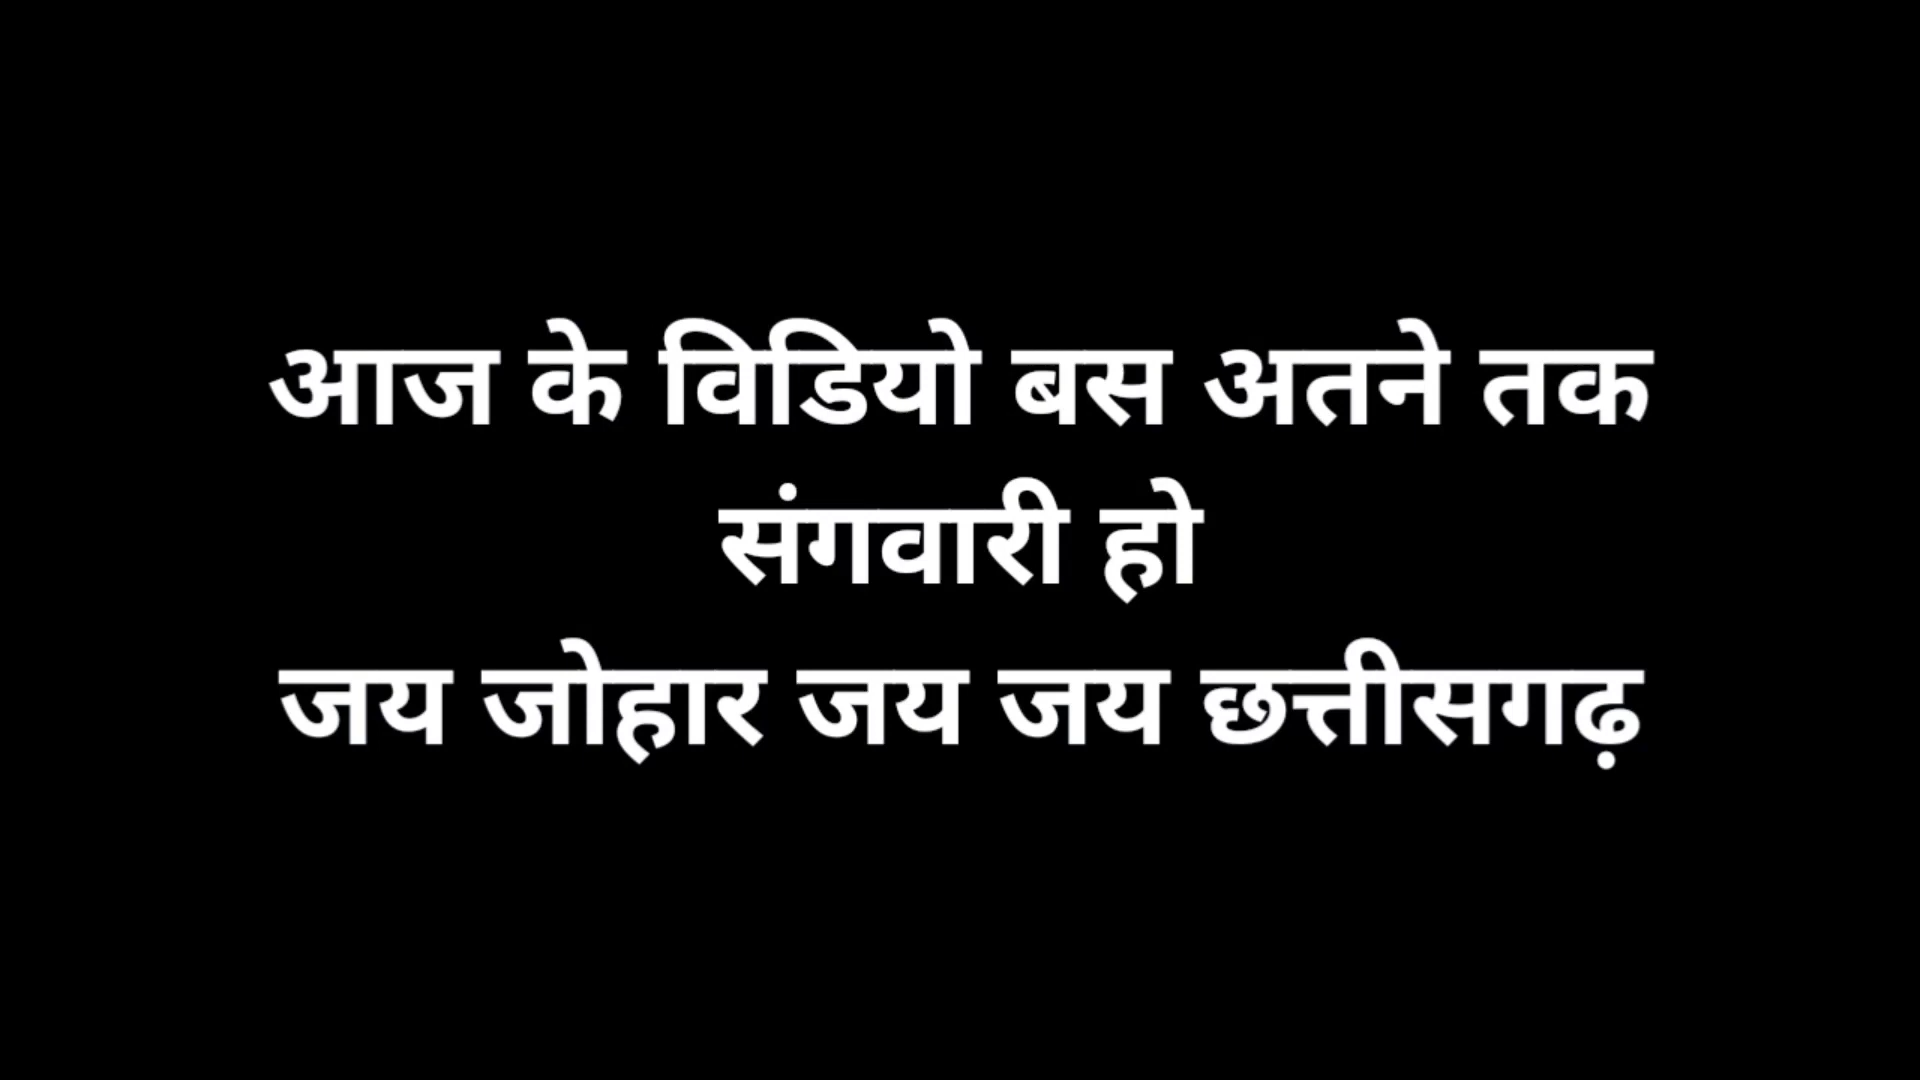 आज के विडियो बस अतने तक
संगवारी हो
जय जोहार जय जय छत्तीसगढ़